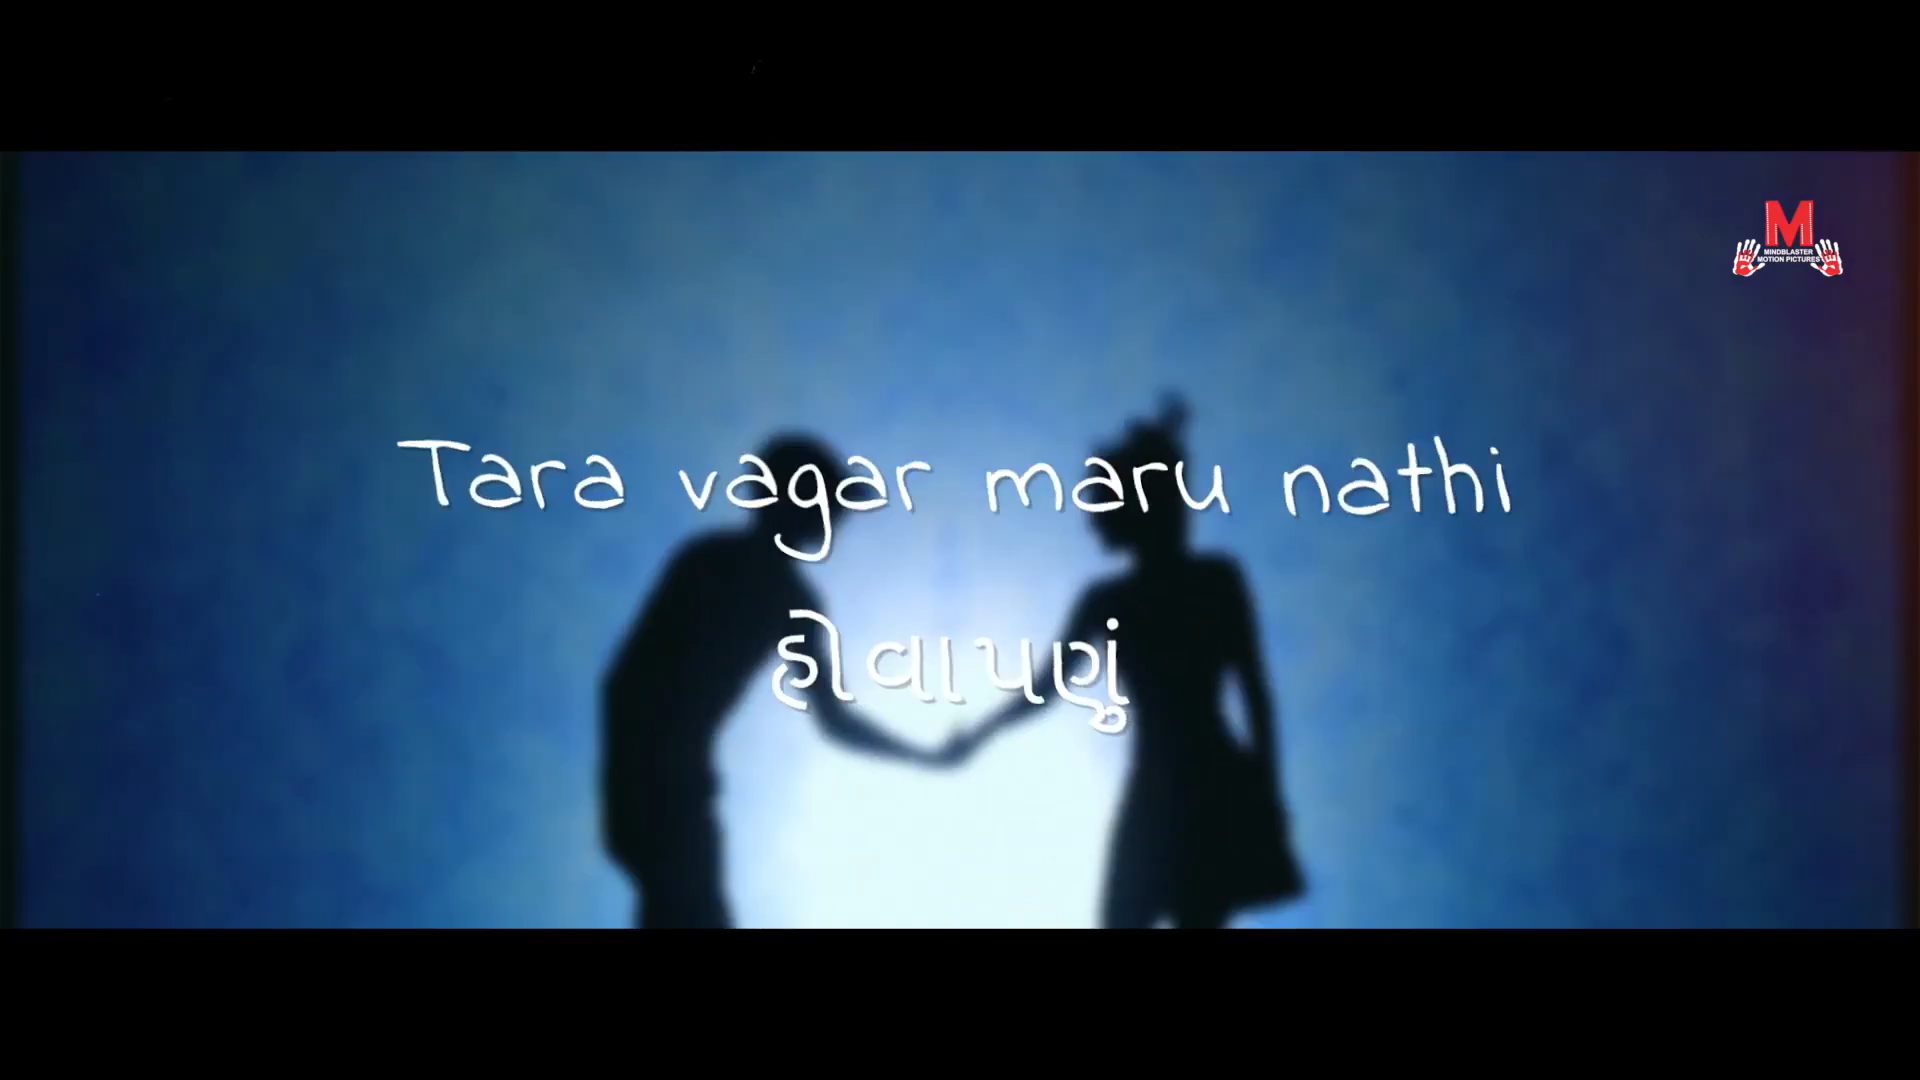 M
MINDBLASTER
MOTION PICTURES
Tara vagar maru nathi
હોવાપણું